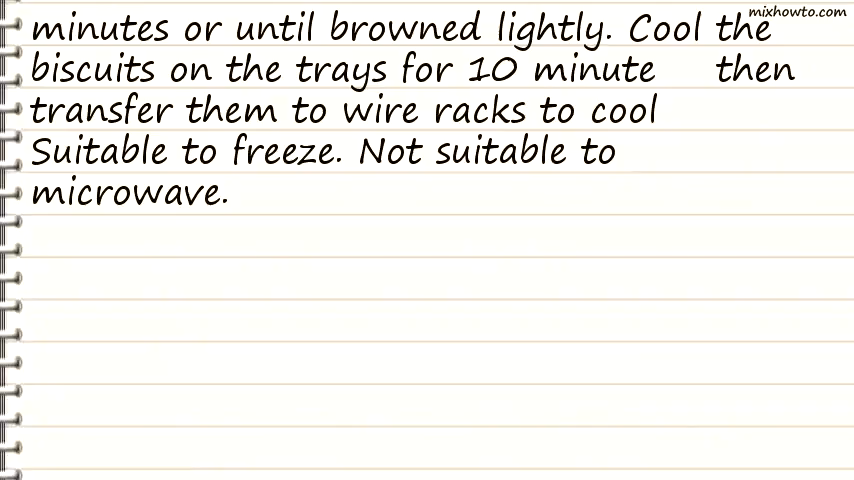 mixhowto.com
minutes or until browned lightly. Cool the
biscuits on the trays for 10 minute then
transfer them to wire racks to cool
Suitable to freeze. Not suitable to
microwave.